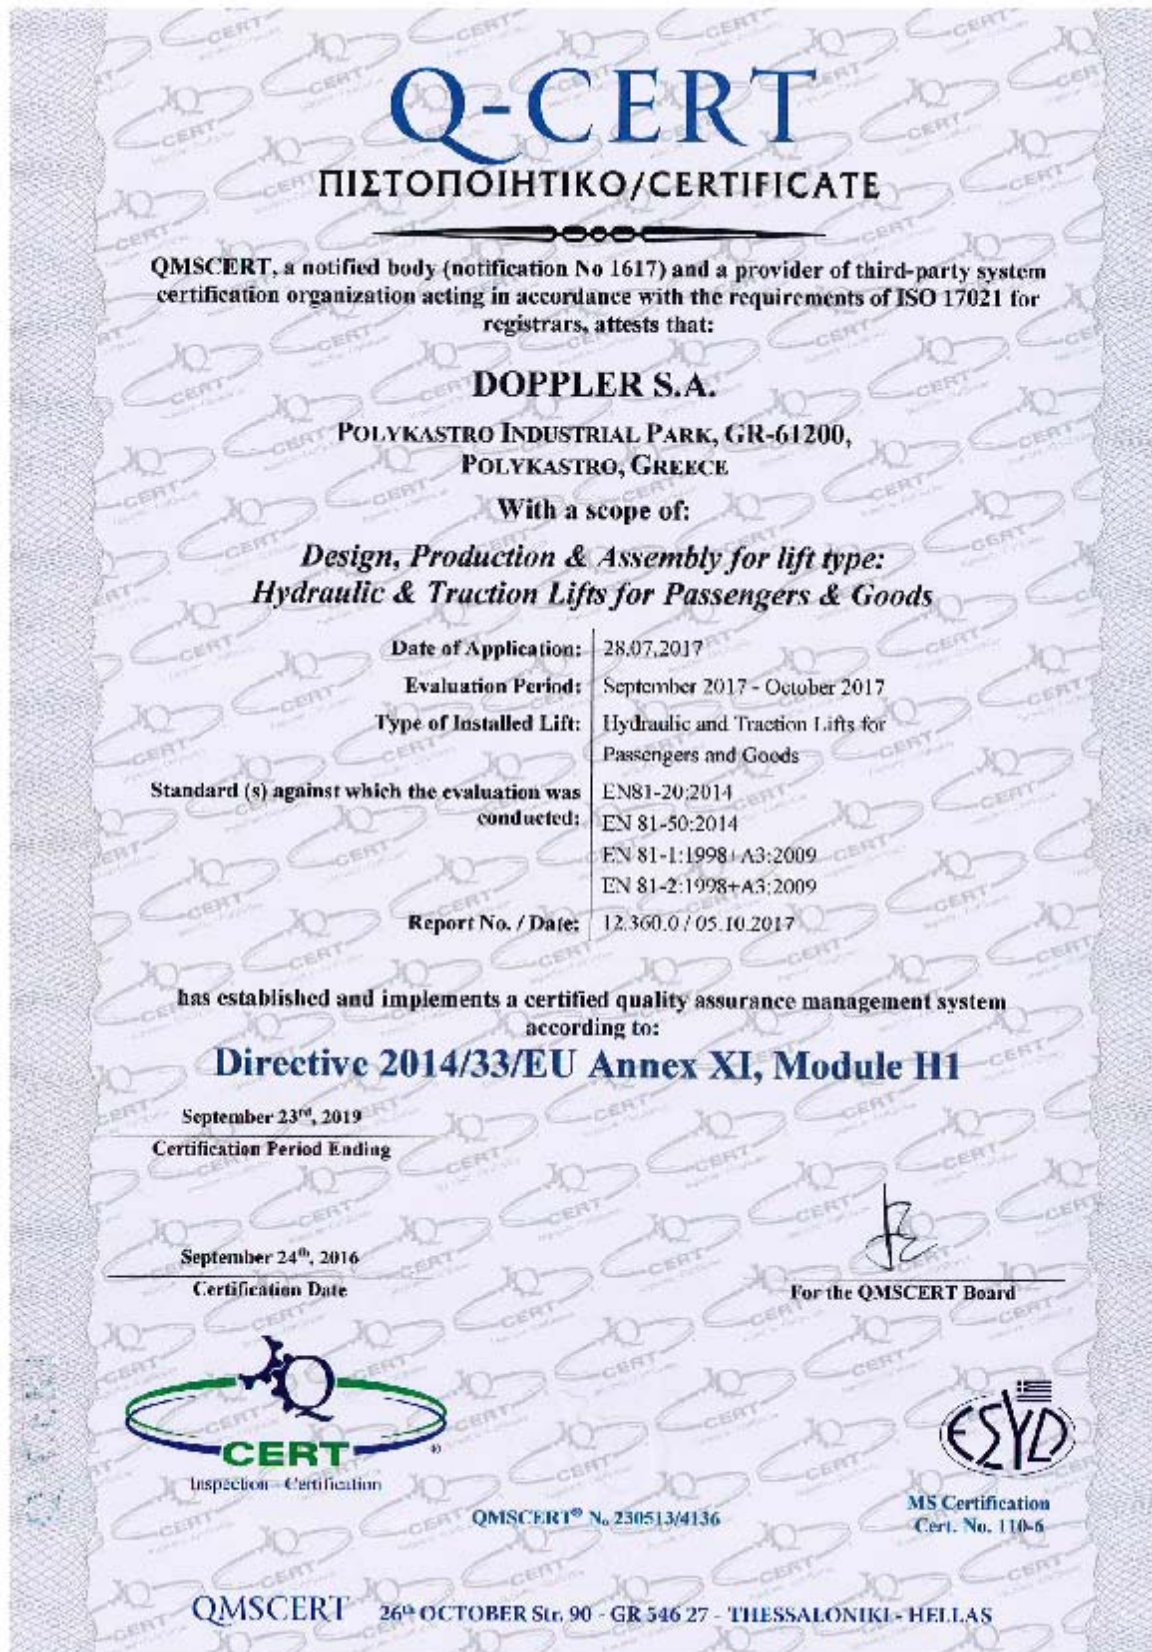 Q-CERT
ΠΙΣΤΟΠΟΙΗΤΙΚΟ/CERTIFICATE
QMSCERT, a notified body (notification No 1617) and a provider of third-party system
certification organization acting in accordance with the requirements of ISO 17021 for
registrars, attests that:
DOPPLER S.A.
POLYKASTRO INDUSTRIAL PARK, GR-61200,
POLYKASTRO, GREECE
With a scope of:
Design, Production & Assembly for lift type:
Hydraulic & Traction Lifts for Passengers & Goods
Date of Application: 28.07.2017
Evaluation Period: September 2017 - October 2017
Type of Installed Lift: Hydraulic and Traction Lifts for
Passengers and Goods
Standard (s) against which the evaluation was EN81-20:2014
conducted: EN 81-50:2014
EN 81-1:1998+A3:2009
EN 81-2:1998+A3:2009
Report No. / Date: 12.360.0 / 05.10.2017
has established and implements a certified quality assurance management system
according to:
Directive 2014/33/EU Annex XI, Module H1
September 23rd, 2019
Certification Period Ending
September 24th, 2016
Certification Date
For the QMSCERT Board
Q
CERT ®
Inspection - Certification
ESYD
MS Certification
Cert. No. 110-6
QMSCERT® No 230513/4136
QMSCERT 26th OCTOBER Str. 90 - GR 546 27 - THESSALONIKI - HELLAS